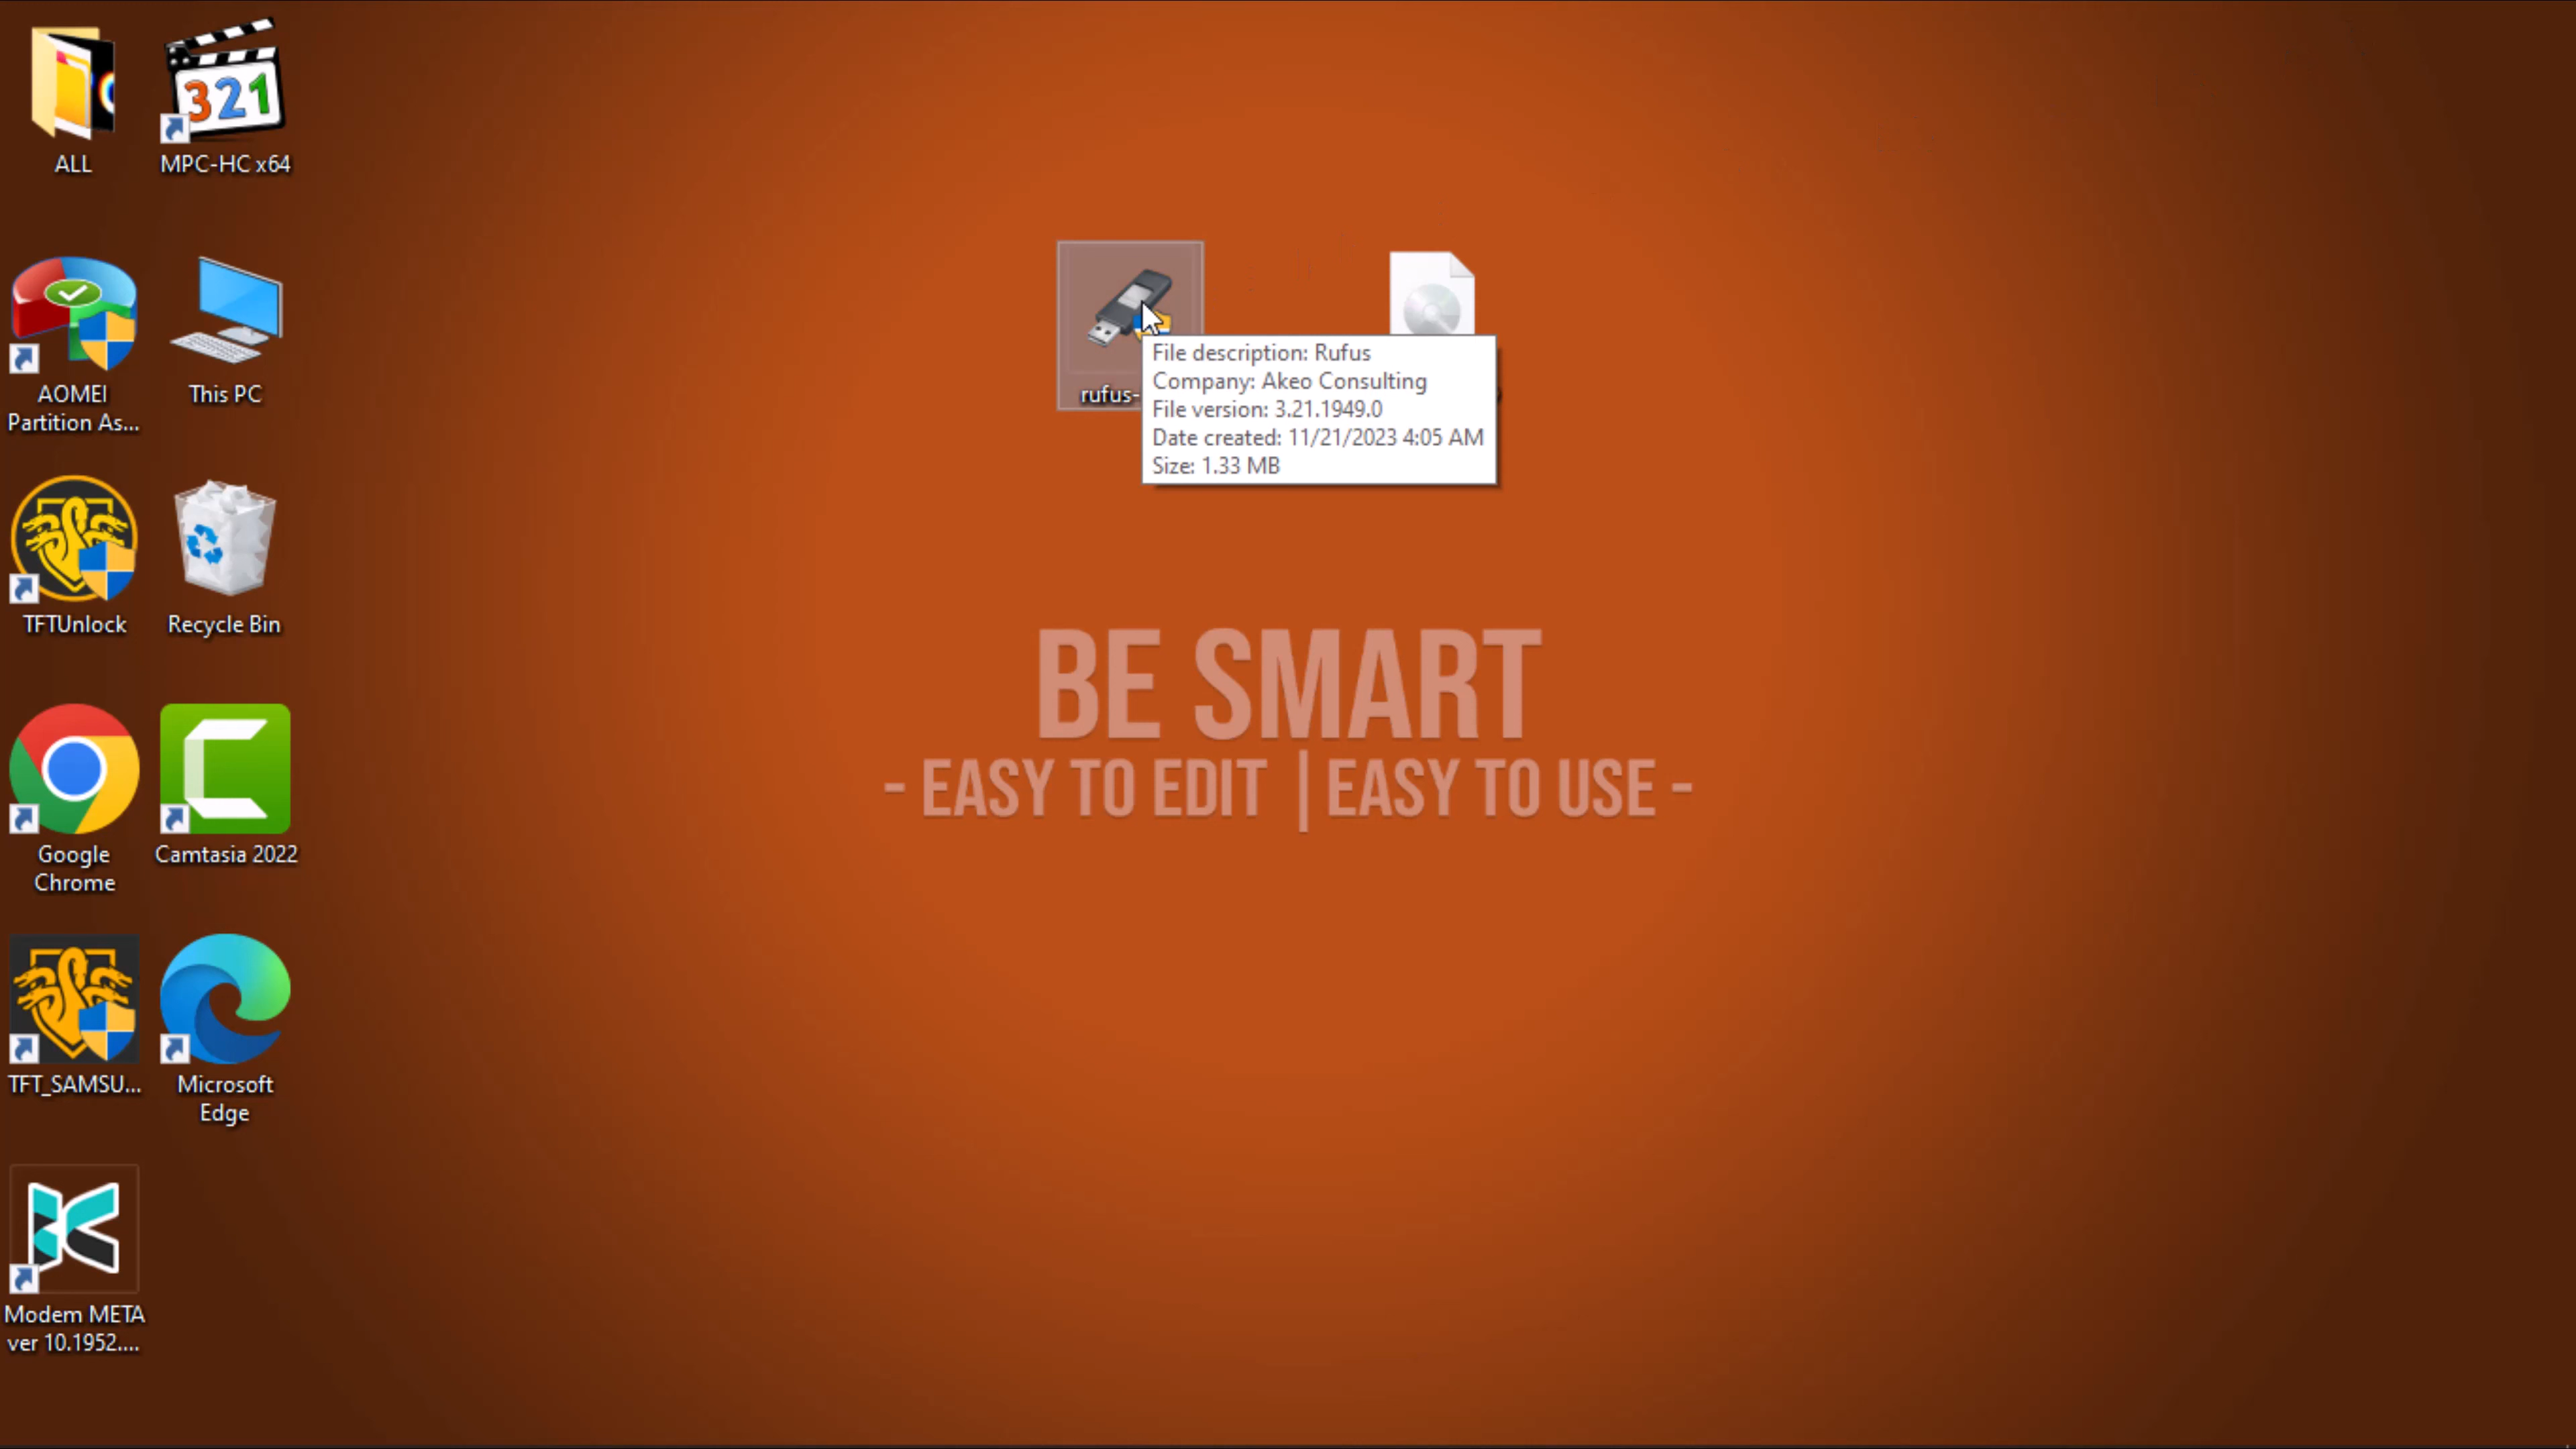 321
ALL
MPC-HC x64
AOMEI
Partition As...
This PC
rufus-
File description: Rufus
Company: Akeo Consulting
File version: 3.21.1949.0
Date created: 11/21/2023 4:05 AM
Size: 1.33 MB
TFTUnlock
Recycle Bin
BE SMART
- EASY TO EDIT | EASY TO USE -
Google
Chrome
Camtasia 2022
TFT_SAMSU...
Microsoft
Edge
Modem META
ver 10.1952....